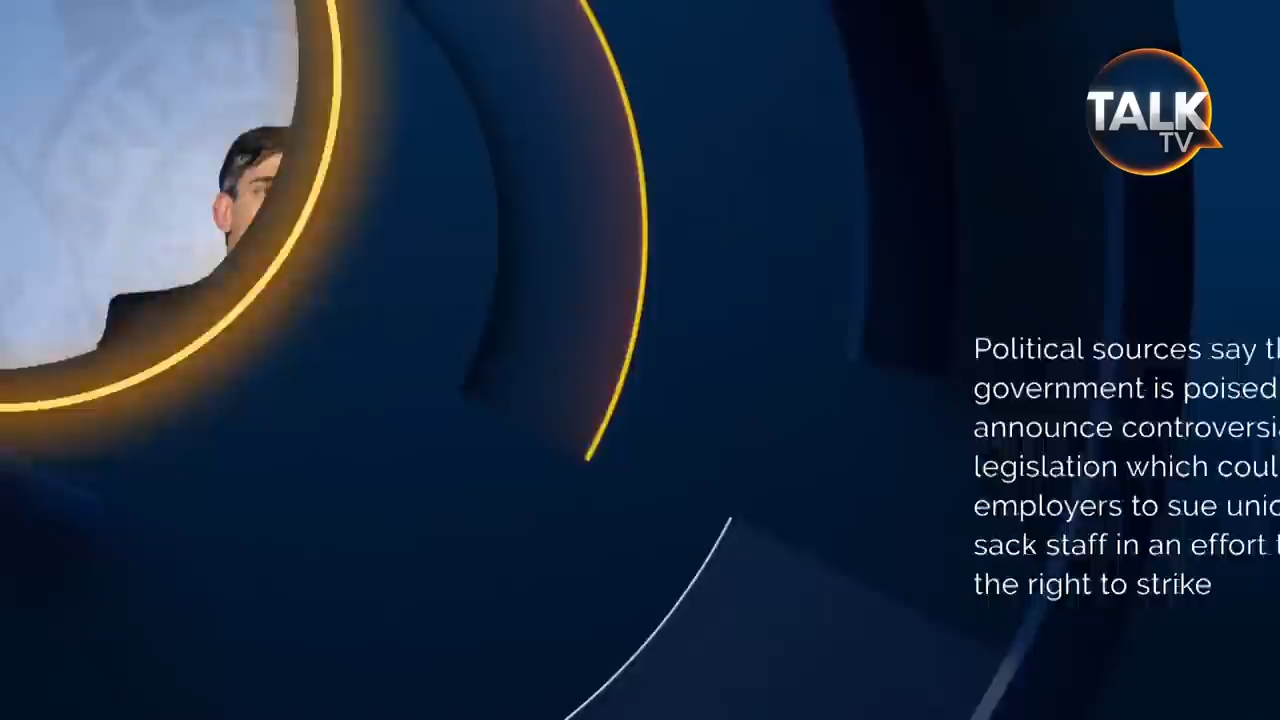 TALK
TV
Political sources say
government is poised
announce
legislation which
employers to sue
sack staff in an effort
the right to strike